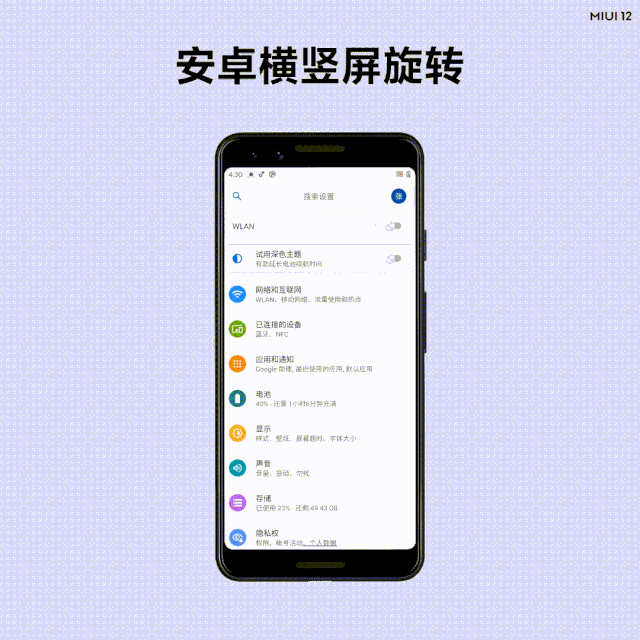 MIUI 12
安卓横竖屏旋转
4:30
搜索设置
张
WLAN
试用深色主题
有助延长电池续航时间
网络和互联网
WLAN、移动网络、流量使用和热点
已连接的设备
蓝牙、NFC
应用和通知
Google 助理, 最近使用的应用, 默认应用
电池
40% - 还需 1小时6分钟充满
显示
样式、壁纸、屏幕超时、字体大小
声音
音量、振动、勿扰
存储
已使用 23% - 还剩 49.43 GB
隐私权
权限、帐号活动、个人数据